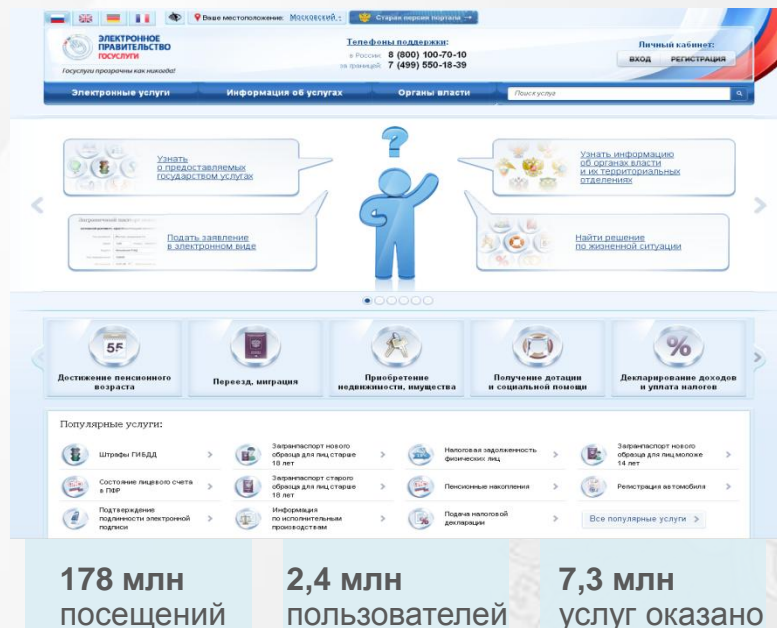 Ваше местоположение: Московский
Старая версия портала →
ЭЛЕКТРОННОЕ
ПРАВИТЕЛЬСТВО
ГОСУСЛУГИ
Госуслуги прозрачны как никогда!
Телефоны поддержки:
в России: 8 (800) 100-70-10
за границей: 7 (499) 550-18-39
Личный кабинет:
ВХОД РЕГИСТРАЦИЯ
Электронные услуги Информация об услугах Органы власти Поиск услуг
Узнать
о предоставляемых
государством услугах
Узнать информацию
об органах власти
и их территориальных
отделениях
Подать заявление
в электронном виде
Найти решение
по жизненной ситуации
55
%
Достижение пенсионного
возраста
Переезд, миграция
Приобретение
недвижимости, имущества
Получение дотации
и социальной помощи
Декларирование доходов
и уплата налогов
Популярные услуги:
Штрафы ГИБДД
Загранпаспорт нового
образца для лиц старше
18 лет
Налоговая задолженность
физических лиц
Загранпаспорт нового
образца для лиц моложе
14 лет
Состояние лицевого счета
в ПФР
Загранпаспорт старого
образца для лиц старше
18 лет
Пенсионные накопления
Регистрация автомобиля
Подтверждение
подлинности электронной
подписи
Информация
по исполнительным
производствам
Подача налоговой
декларации
Все популярные услуги
178 млн
посещений
2,4 млн
пользователей
7,3 млн
услуг оказано